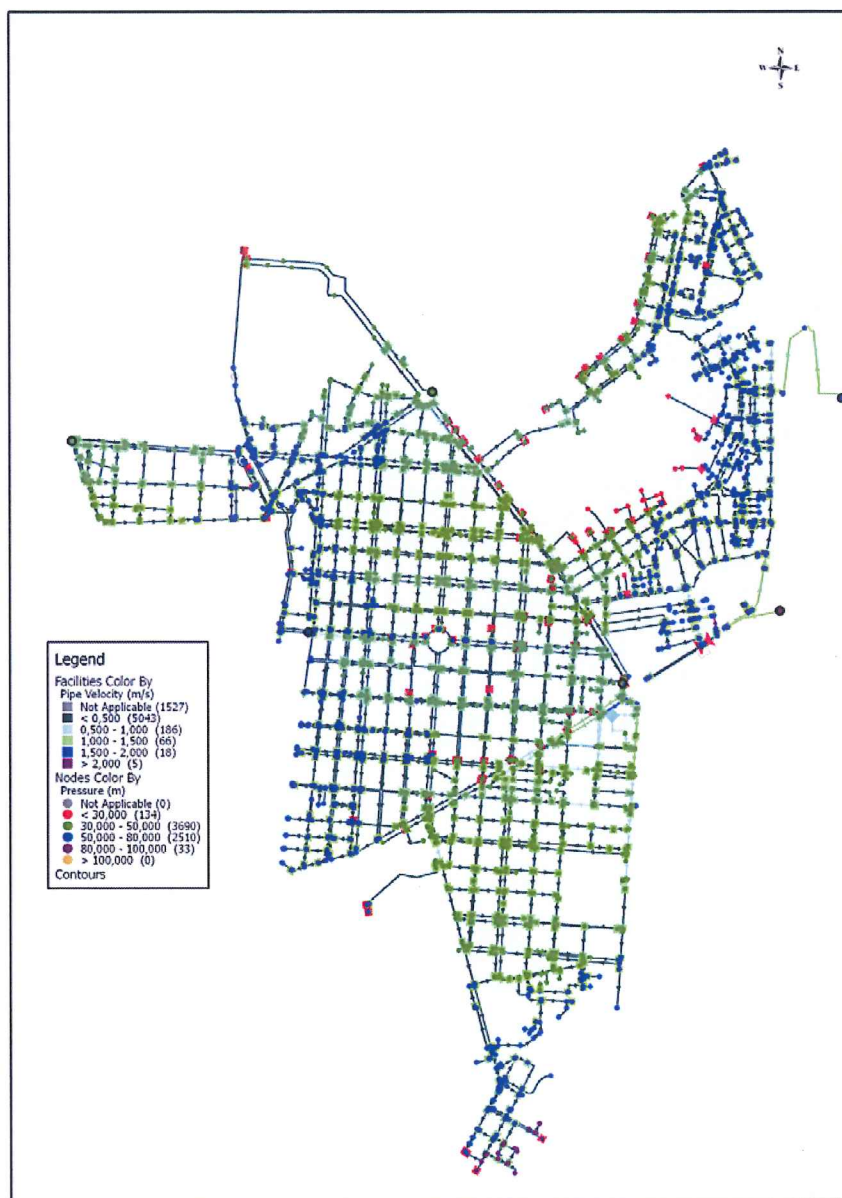 N
W E
S
Legend
Facilities Color By
Pipe Velocity (m/s)
Not Applicable (1527)
< 0,500 (5043)
0,500 - 1,000 (186)
1,000 - 1,500 (66)
1,500 - 2,000 (18)
> 2,000 (5)
Nodes Color By
Pressure (m)
Not Applicable (0)
< 30,000 (134)
30,000 - 50,000 (3690)
50,000 - 80,000 (2510)
80,000 - 100,000 (33)
> 100,000 (0)
Contours